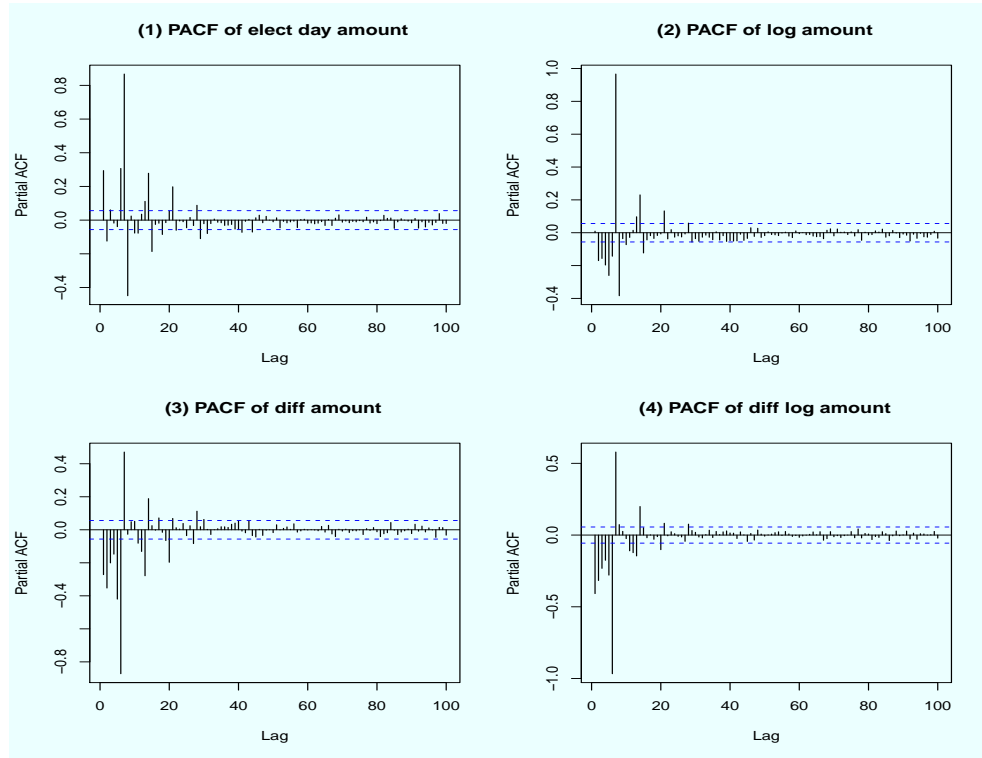 (1) PACF of elect day amount
Partial ACF
0.8
0.6
0.4
0.2
0.0
−0.4
0 20 40 60 80 100
Lag
(2) PACF of log amount
Partial ACF
1.0
0.8
0.6
0.4
0.2
0.0
−0.4
0 20 40 60 80 100
Lag
(3) PACF of diff amount
Partial ACF
0.4
0.2
0.0
−0.4
−0.8
0 20 40 60 80 100
Lag
(4) PACF of diff log amount
Partial ACF
0.5
0.0
−0.5
−1.0
0 20 40 60 80 100
Lag